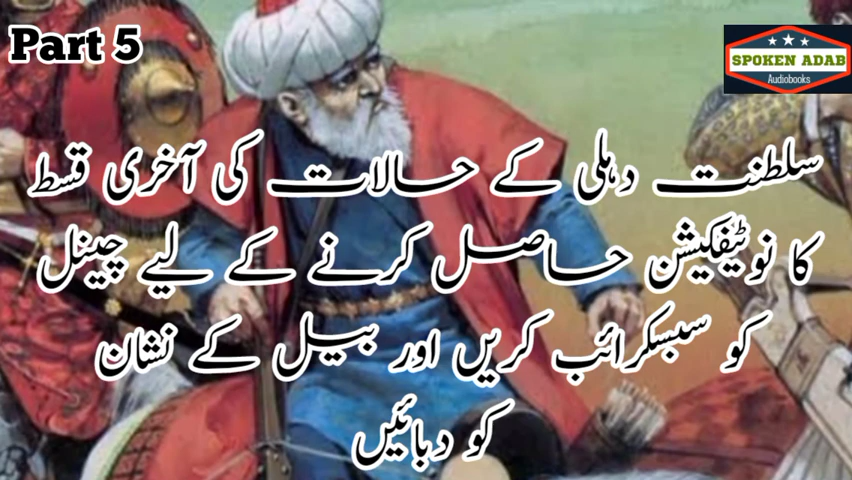 Part 5
SPOKEN ADAB
Audiobooks
سلطنت دہلی کے حالات کی آخری قسط
کا نوٹیفکیشن حاصل کرنے کے لیے چینل
کو سبسکرائب کریں اور بیل کے نشان
کو دبائیں